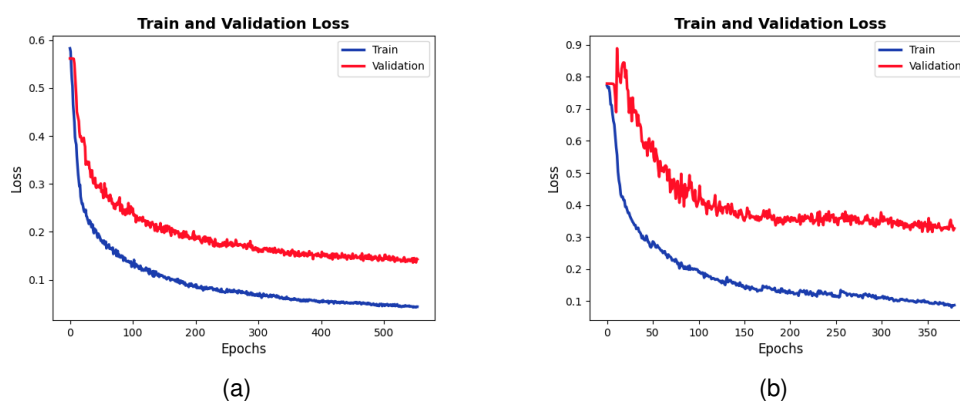 Train and Validation Loss
Train
Validation
0.6
0.5
0.4
0.3
0.2
0.1
Loss
0 100 200 300 400 500
Epochs
(a)
Train and Validation Loss
Train
Validation
0.9
0.8
0.7
0.6
0.5
0.4
0.3
0.2
0.1
Loss
0 50 100 150 200 250 300 350
Epochs
(b)